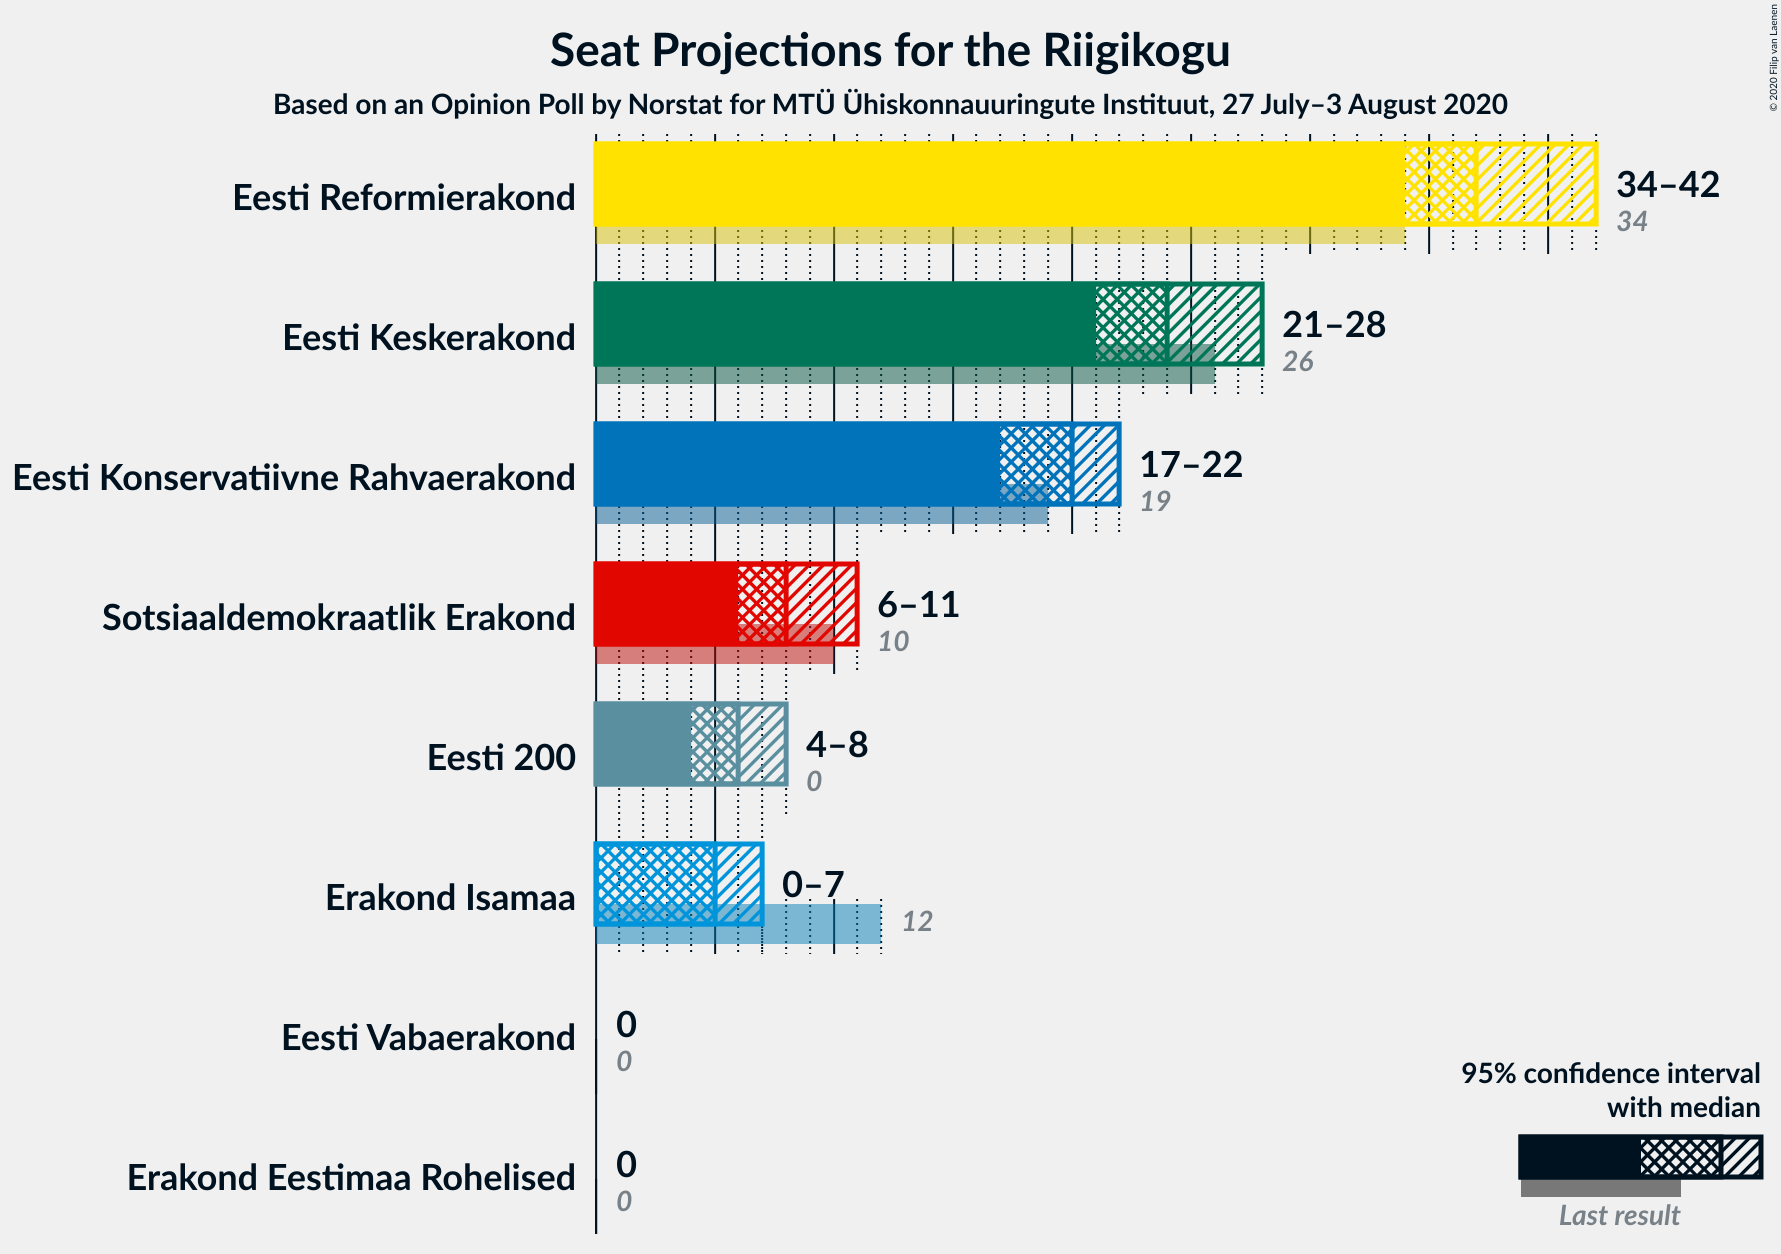 Seat Projections for the Riigikogu
Based on an Opinion Poll by Norstat for MTÜ Ühiskonnauuringute Instituut, 27 July–3 August 2020
© 2020 Filip van Laenen
Eesti Reformierakond
34–42
34
Eesti Keskerakond
21–28
26
Eesti Konservatiivne Rahvaerakond
17–22
19
Sotsiaaldemokraatlik Erakond
6–11
10
Eesti 200
4–8
0
Erakond Isamaa
0–7
12
Eesti Vabaerakond
0
0
Erakond Eestimaa Rohelised
0
0
95% confidence interval
with median
Last result